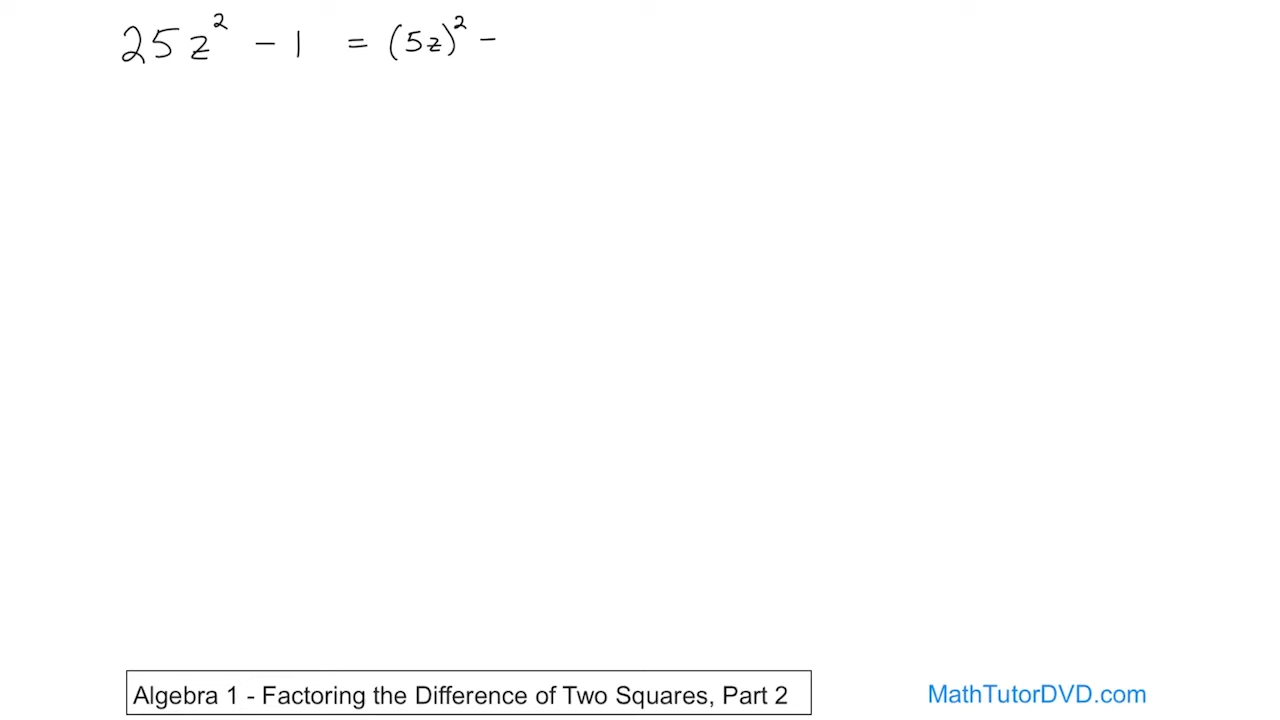 25z² - 1 = (5z)² -
Algebra 1 - Factoring the Difference of Two Squares, Part 2
MathTutorDVD.com